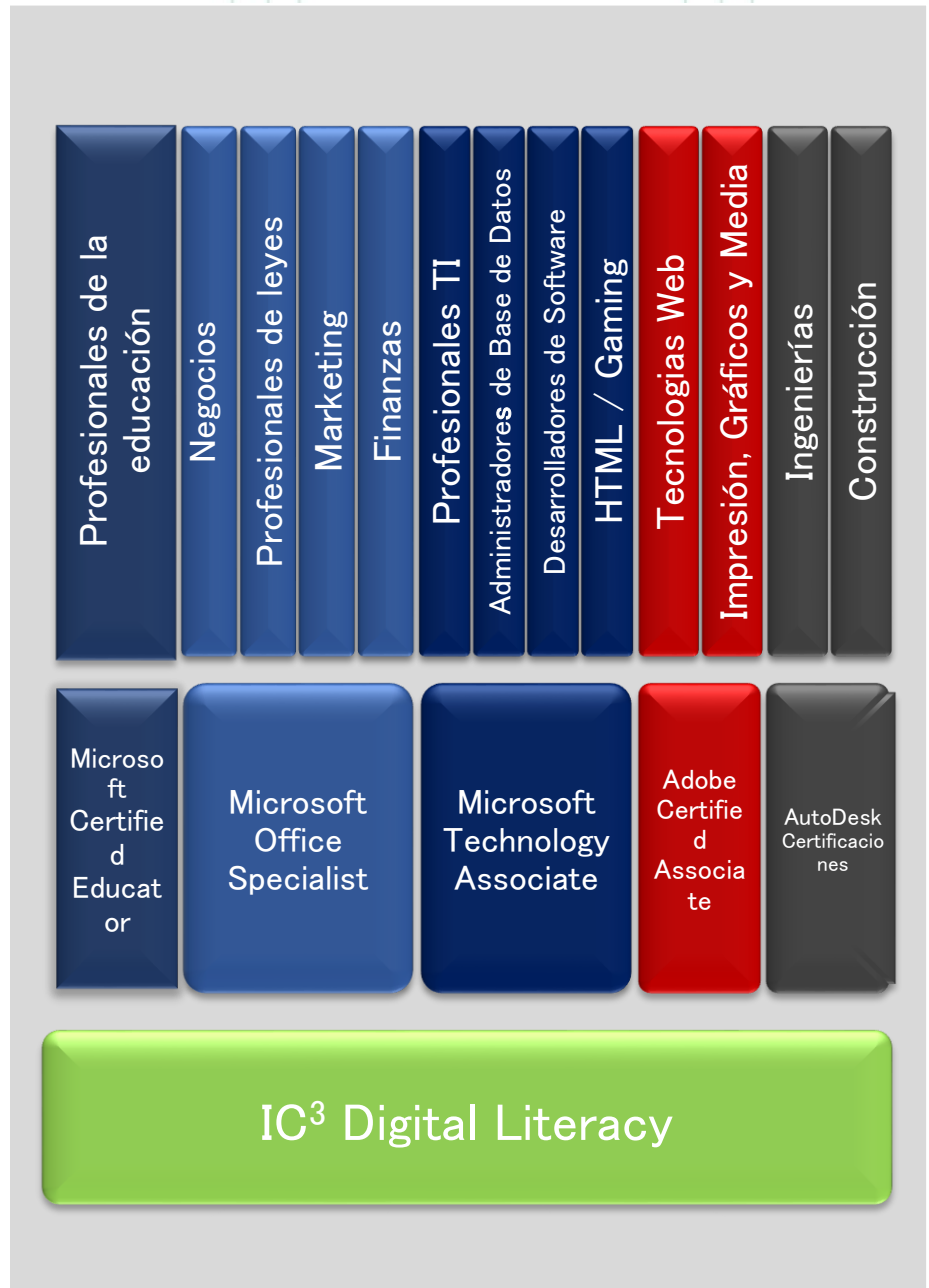 Profesionales de la
educación
Negocios
Profesionales de leyes
Marketing
Finanzas
Profesionales TI
Administradores de Base de Datos
Desarrolladores de Software
HTML / Gaming
Tecnologias Web
Impresión, Gráficos y Media
Ingenierías
Construcción
Microso
ft
Certifie
d
Educat
or
Microsoft
Office
Specialist
Microsoft
Technology
Associate
Adobe
Certifie
d
Associa
te
AutoDesk
Certificacio
nes
IC³ Digital Literacy